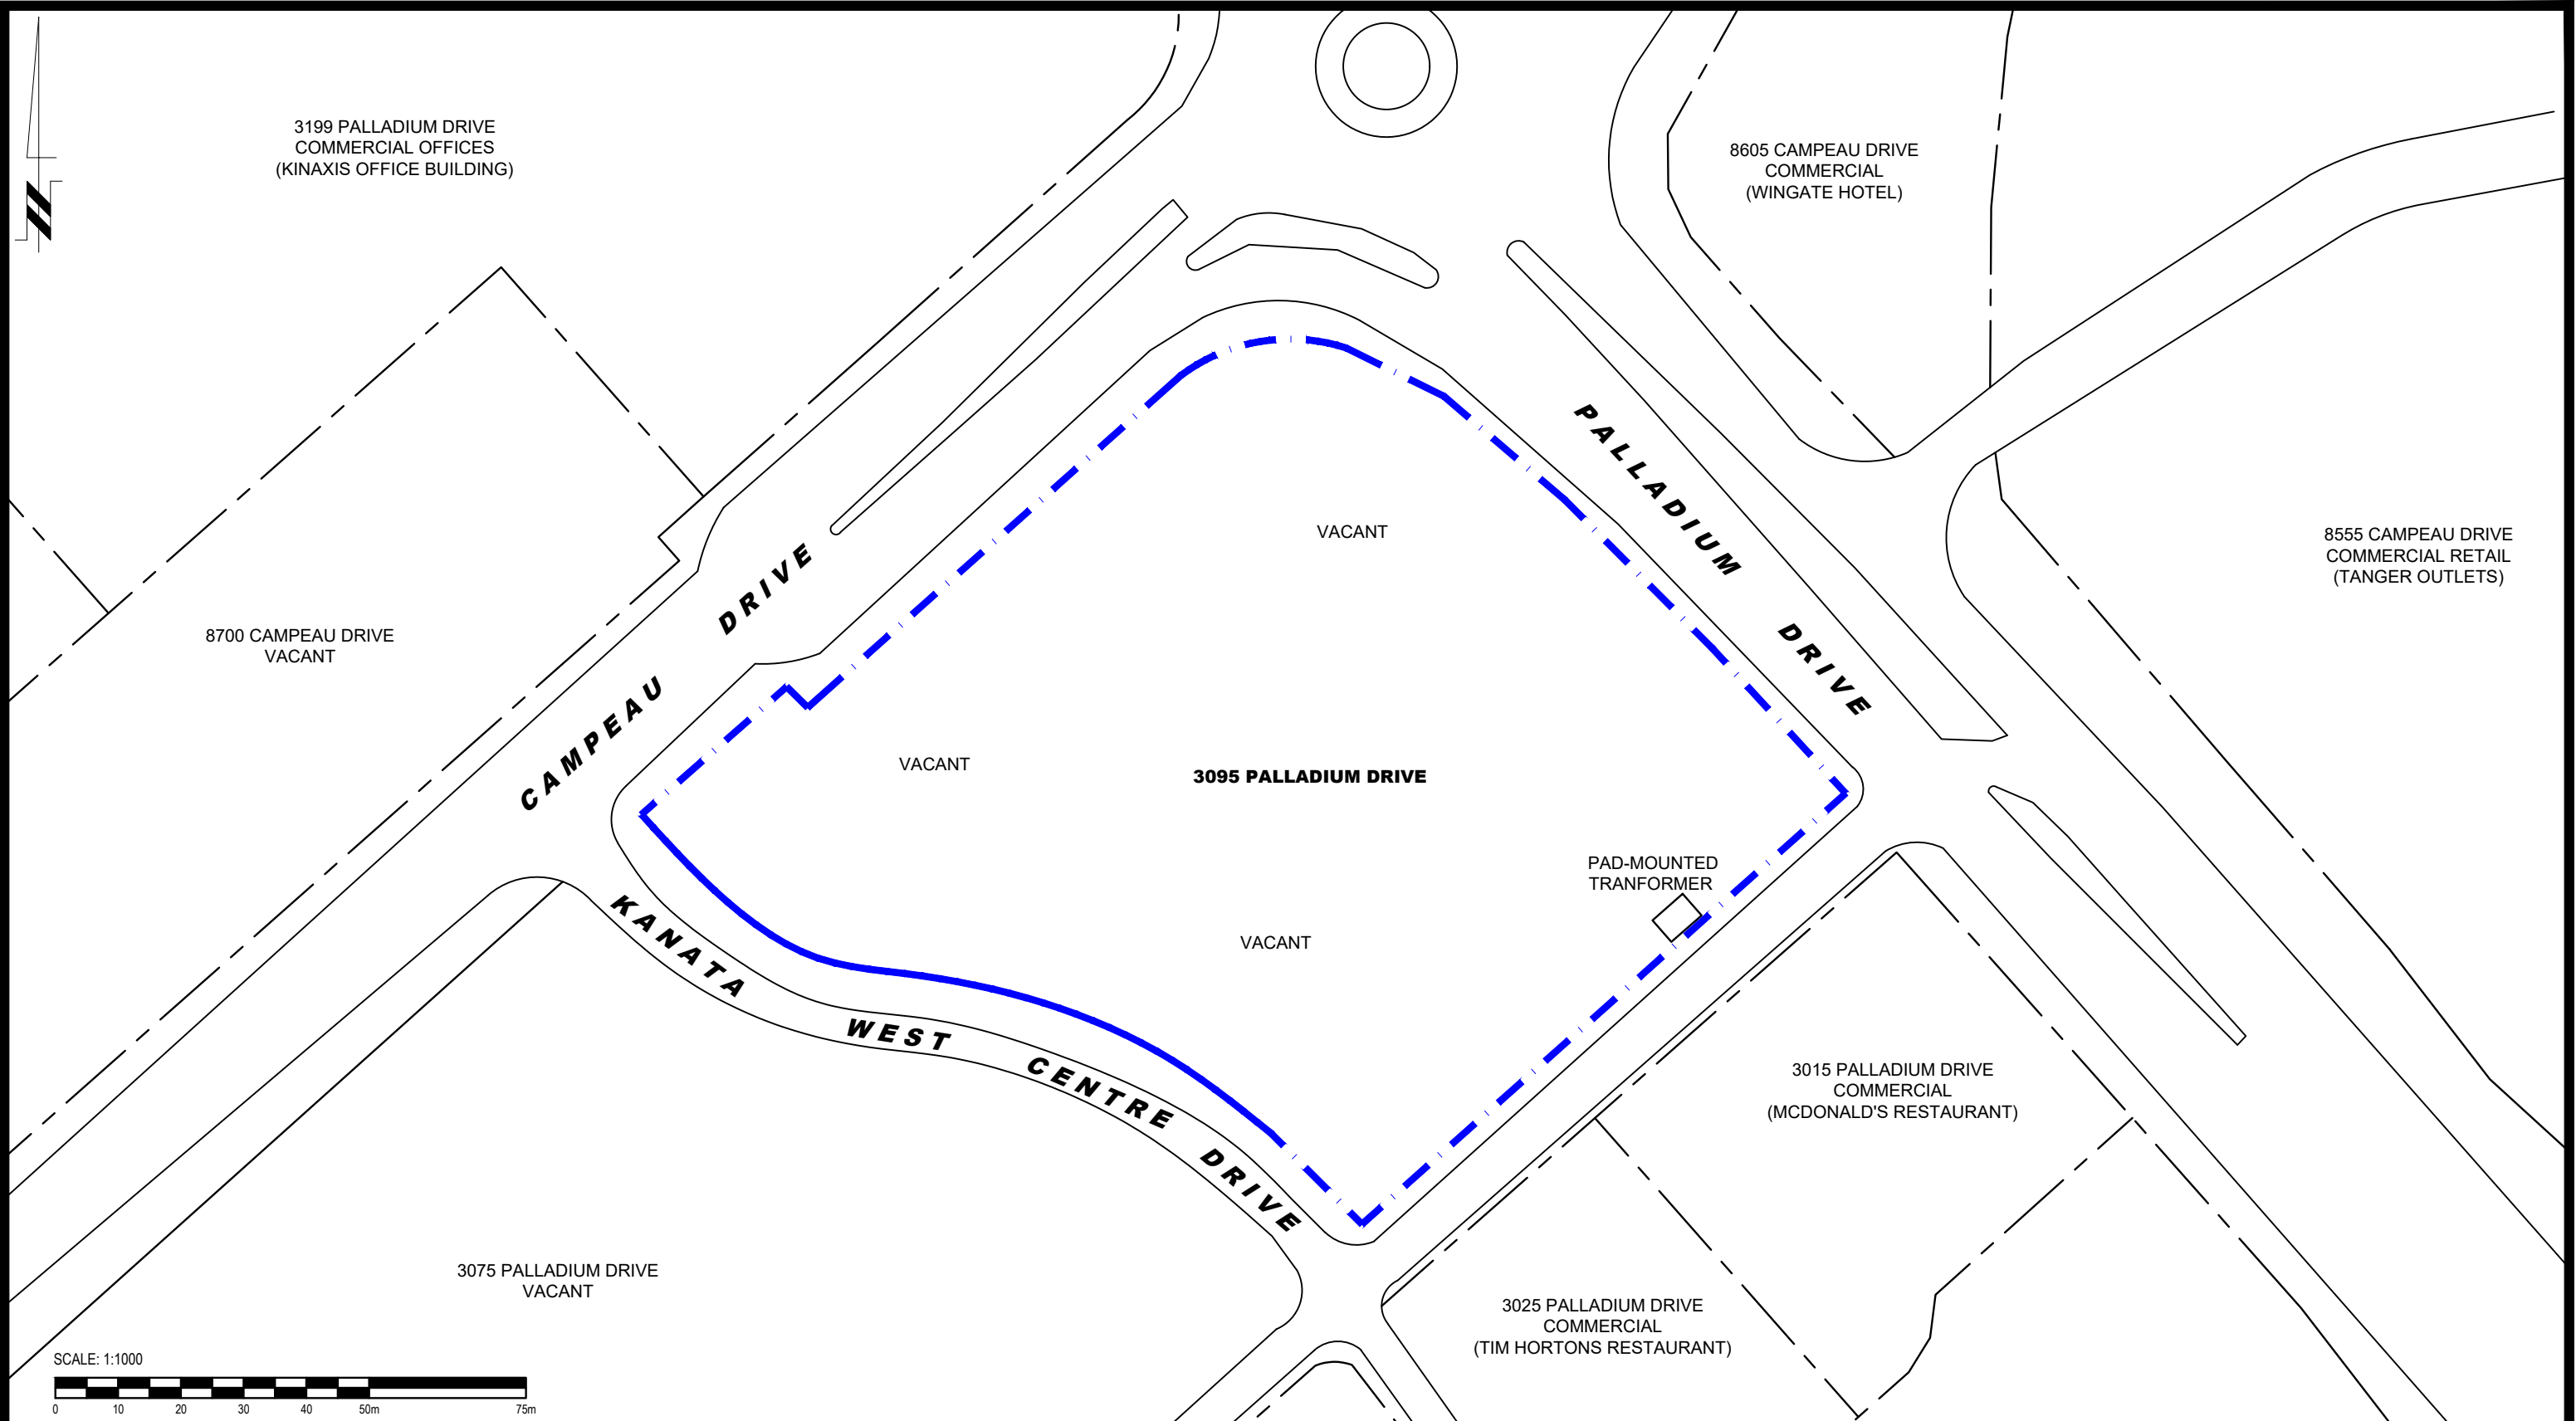 3199 PALLADIUM DRIVE
COMMERCIAL OFFICES
(KINAXIS OFFICE BUILDING)
8605 CAMPEAU DRIVE
COMMERCIAL
(WINGATE HOTEL)
N
PALLADIUM DRIVE
VACANT
8555 CAMPEAU DRIVE
COMMERCIAL RETAIL
(TANGER OUTLETS)
8700 CAMPEAU DRIVE
VACANT
CAMPEAU DRIVE
VACANT
3095 PALLADIUM DRIVE
PAD-MOUNTED
TRANFORMER
VACANT
KANATA WEST CENTRE DRIVE
3015 PALLADIUM DRIVE
COMMERCIAL
(MCDONALD'S RESTAURANT)
3075 PALLADIUM DRIVE
VACANT
3025 PALLADIUM DRIVE
COMMERCIAL
(TIM HORTONS RESTAURANT)
SCALE: 1:1000
0 10 20 30 40 50m 75m